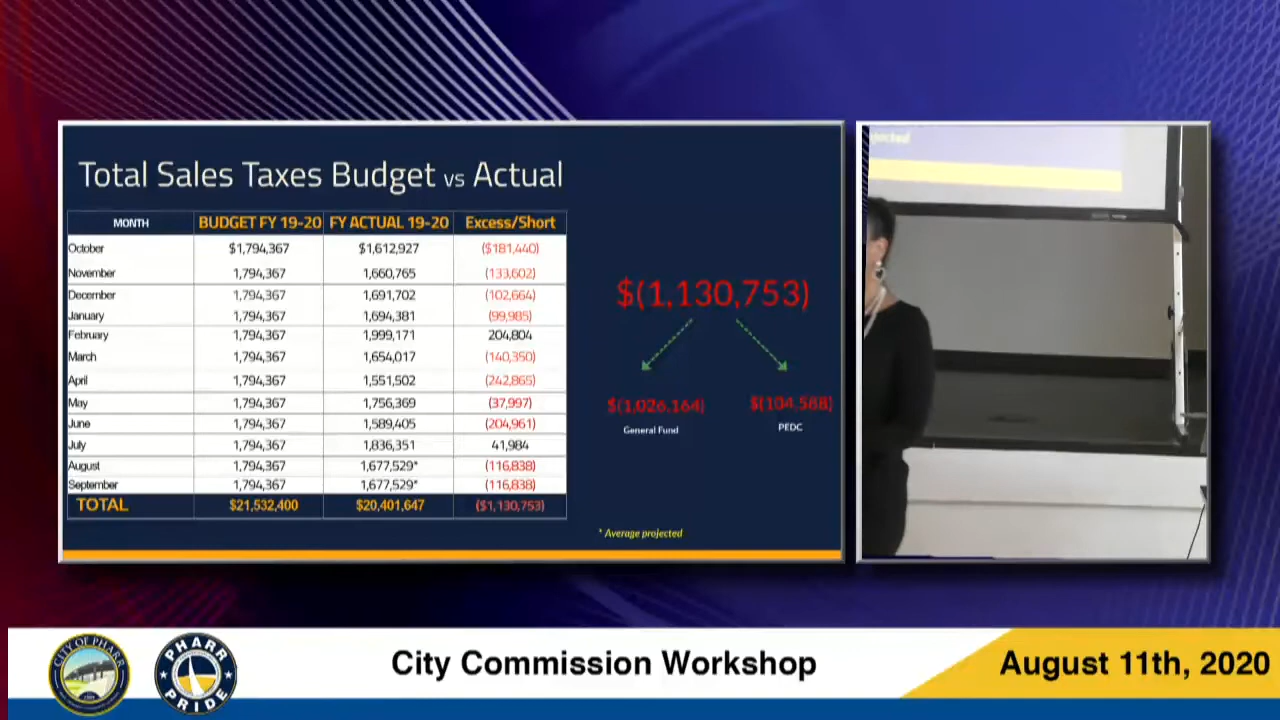 Total Sales Taxes Budget vs Actual
MONTH BUDGET FY 19-20 FY ACTUAL 19-20 Excess/Short
October $1,794,367 $1,612,927 ($181,440)
November 1,794,367 1,660,765 (133,602)
December 1,794,367 1,691,702 (102,664)
January 1,794,367 1,694,381 (99,985)
February 1,794,367 1,999,171 204,804
March 1,794,367 1,654,017 (140,350)
April 1,794,367 1,551,502 (242,865)
May 1,794,367 1,756,369 (37,997)
June 1,794,367 1,589,405 (204,961)
July 1,794,367 1,836,351 41,984
August 1,794,367 1,677,529* (116,838)
September 1,794,367 1,677,529* (116,838)
TOTAL $21,532,400 $20,401,647 ($1,130,753)
$(1,130,753)
$(1,026,164) $(104,588)
General Fund PEDC
* Average projected
CITY OF PHARR
PHARR PRIDE
City Commission Workshop
August 11th, 2020